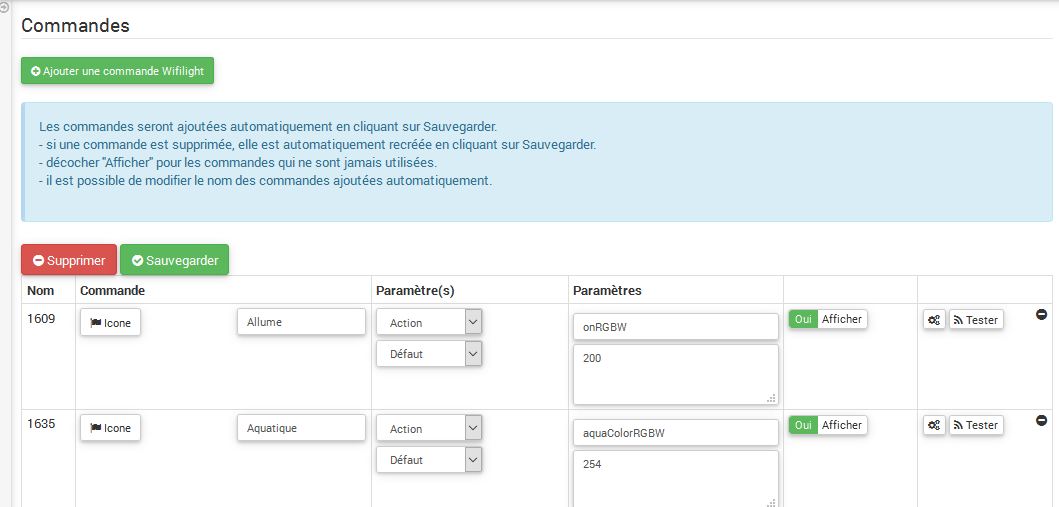 Commandes
Ajouter une commande Wifilight
Les commandes seront ajoutées automatiquement en cliquant sur Sauvegarder.
- si une commande est supprimée, elle est automatiquement recréée en cliquant sur Sauvegarder.
- décocher "Afficher" pour les commandes qui ne sont jamais utilisées.
- il est possible de modifier le nom des commandes ajoutées automatiquement.
Supprimer Sauvegarder
Nom Commande Paramètre(s) Paramètres
1609 Icone Allume Action onRGBW Oui Afficher Tester
Défaut 200
1635 Icone Aquatique Action aquaColorRGBW Oui Afficher Tester
Défaut 254